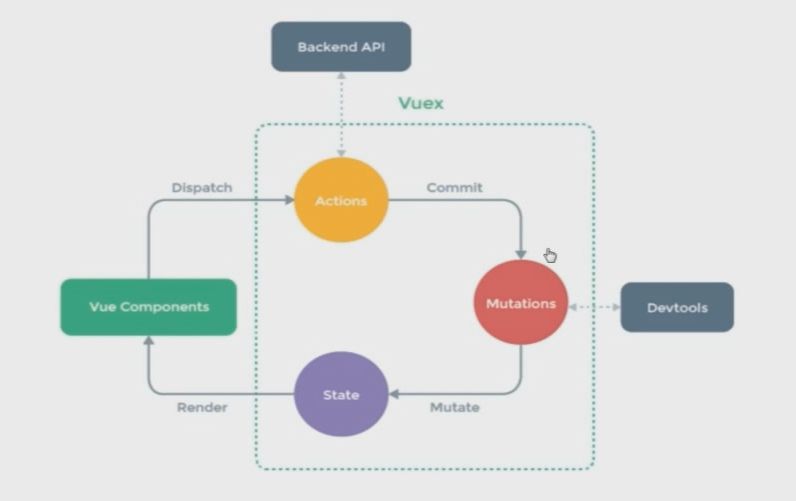 Backend API
Vuex
Dispatch
Actions
Commit
Vue Components
Mutations
Devtools
State
Render
Mutate